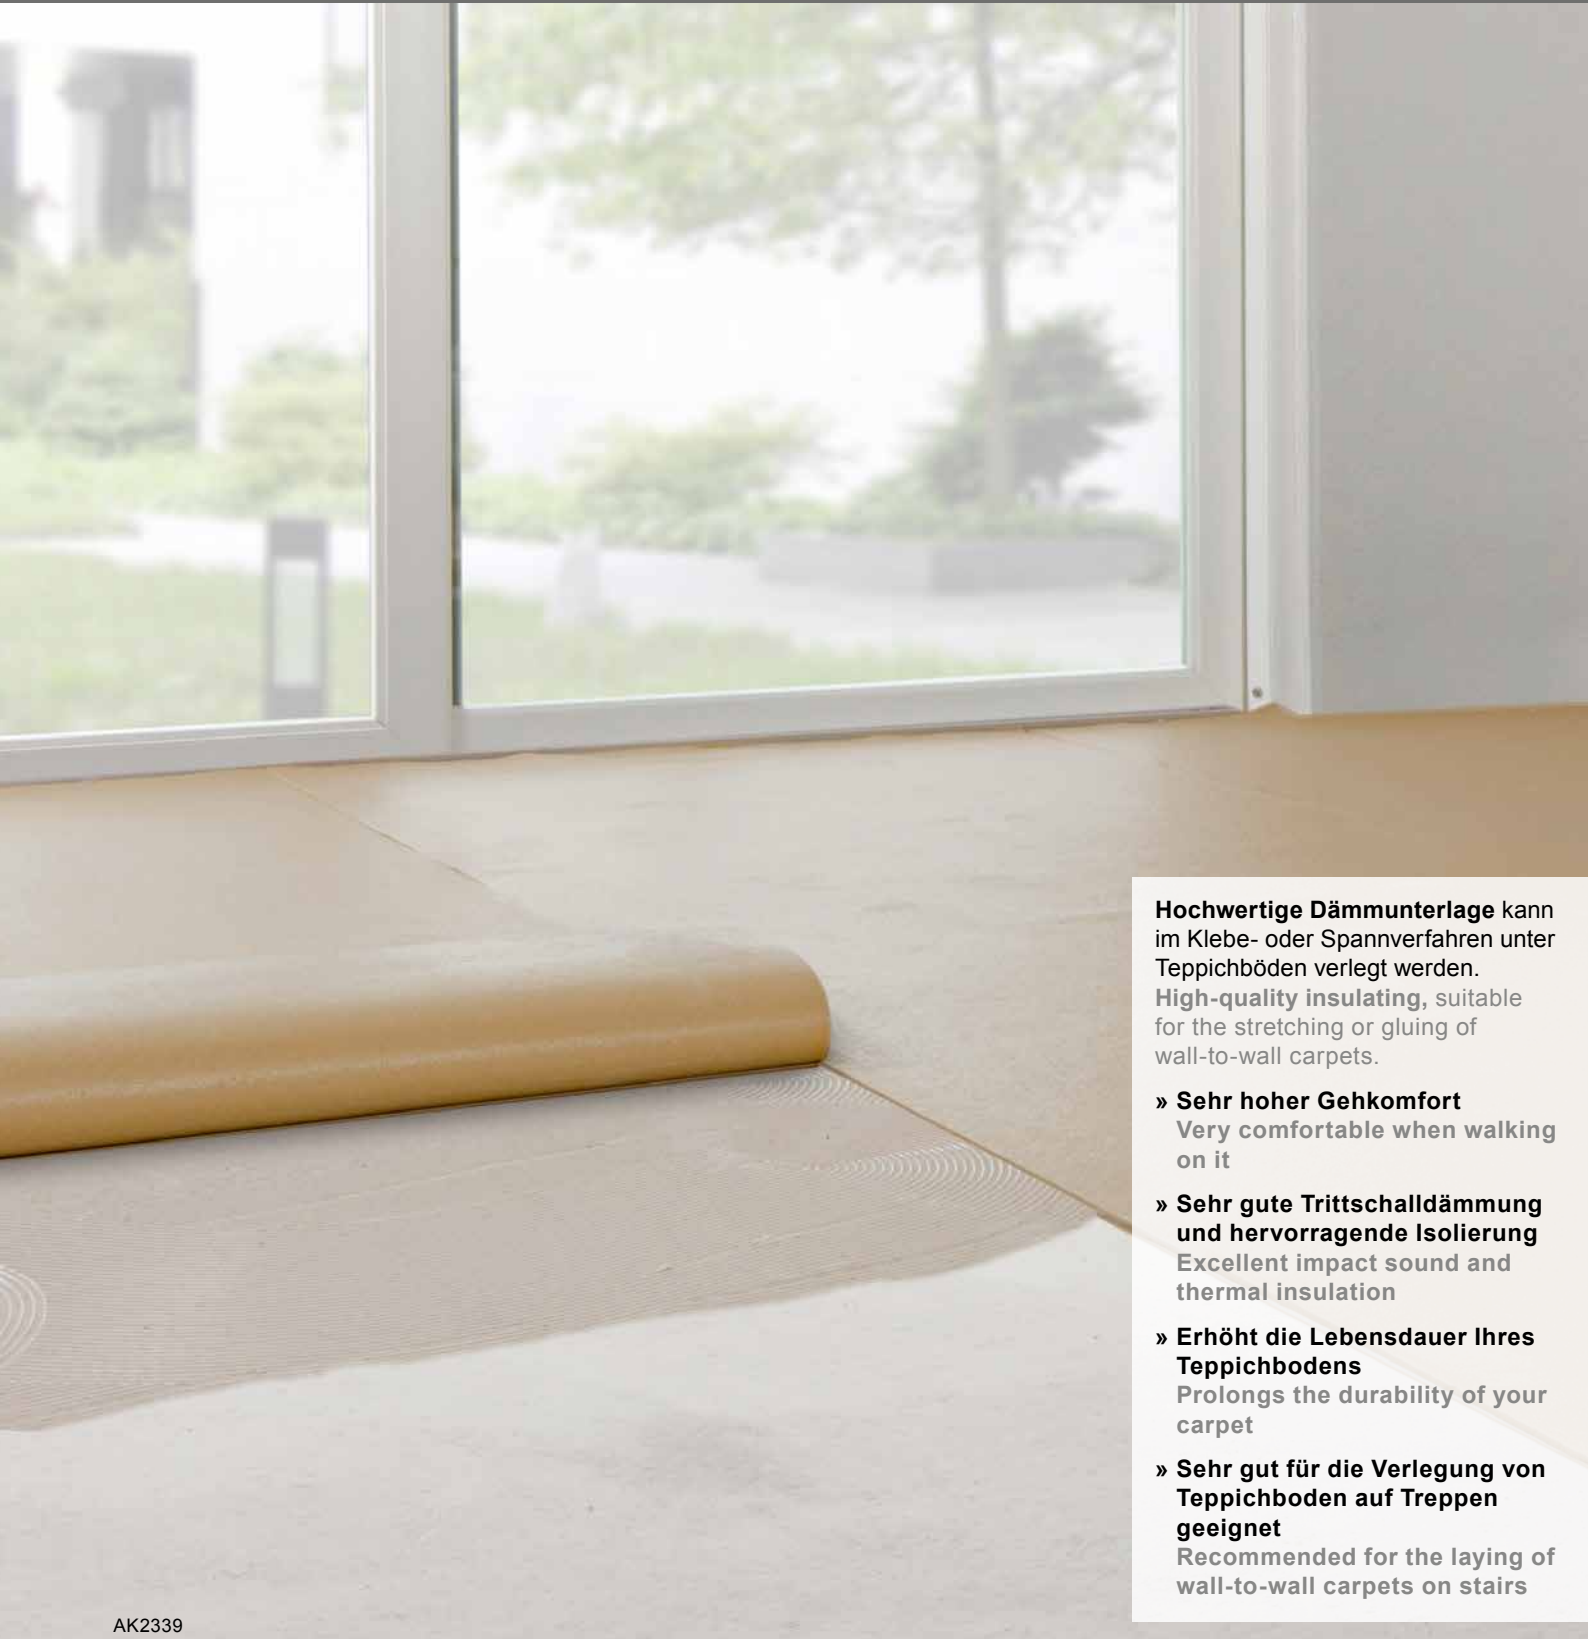 Hochwertige Dämmunterlage kann
im Klebe- oder Spannverfahren unter
Teppichböden verlegt werden.
High-quality insulating, suitable
for the stretching or gluing of
wall-to-wall carpets.
» Sehr hoher Gehkomfort
Very comfortable when walking
on it
» Sehr gute Trittschalldämmung
und hervorragende Isolierung
Excellent impact sound and
thermal insulation
» Erhöht die Lebensdauer Ihres
Teppichbodens
Prolongs the durability of your
carpet
» Sehr gut für die Verlegung von
Teppichboden auf Treppen
geeignet
Recommended for the laying of
wall-to-wall carpets on stairs
AK2339